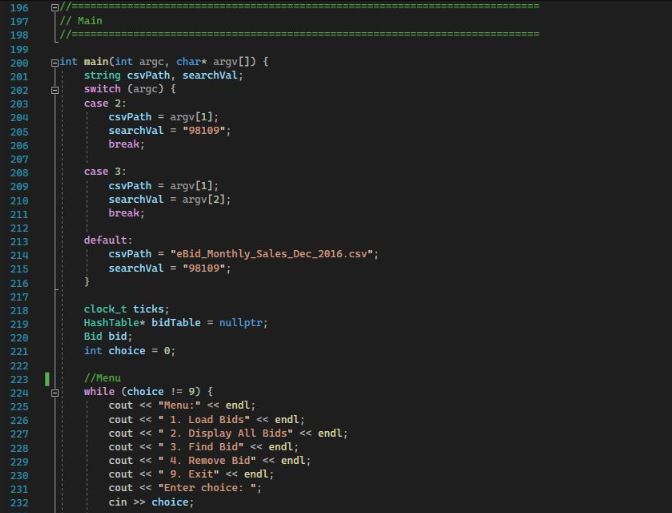 196 //============================================================================
197 // Main
198 //============================================================================
199
200 int main(int argc, char* argv[]) {
201     string csvPath, searchVal;
202     switch (argc) {
203     case 2:
204         csvPath = argv[1];
205         searchVal = "98109";
206         break;
207
208     case 3:
209         csvPath = argv[1];
210         searchVal = argv[2];
211         break;
212
213     default:
214         csvPath = "eBid_Monthly_Sales_Dec_2016.csv";
215         searchVal = "98109";
216     }
217
218     clock_t ticks;
219     HashTable* bidTable = nullptr;
220     Bid bid;
221     int choice = 0;
222
223     //Menu
224     while (choice != 9) {
225         cout << "Menu:" << endl;
226         cout << " 1. Load Bids" << endl;
227         cout << " 2. Display All Bids" << endl;
228         cout << " 3. Find Bid" << endl;
229         cout << " 4. Remove Bid" << endl;
230         cout << " 9. Exit" << endl;
231         cout << "Enter choice: ";
232         cin >> choice;